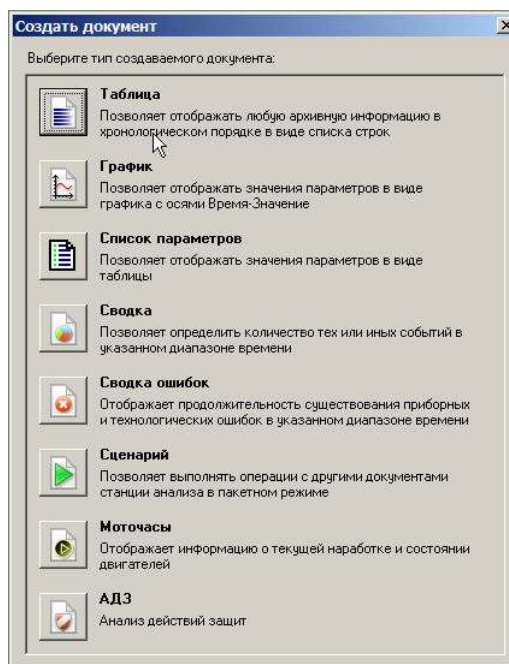 Создать документ
Выберите тип создаваемого документа:
Таблица
Позволяет отображать любую архивную информацию в
хронологическом порядке в виде списка строк
График
Позволяет отображать значения параметров в виде
графика с осями Время-Значение
Список параметров
Позволяет отображать значения параметров в виде
таблицы
Сводка
Позволяет определить количество тех или иных событий в
указанном диапазоне времени
Сводка ошибок
Отображает продолжительность существования приборных
и технологических ошибок в указанном диапазоне времени
Сценарий
Позволяет выполнять операции с другими документами
станции анализа в пакетном режиме
Моточасы
Отображает информацию о текущей наработке и состоянии
двигателей
АДЗ
Анализ действий защит